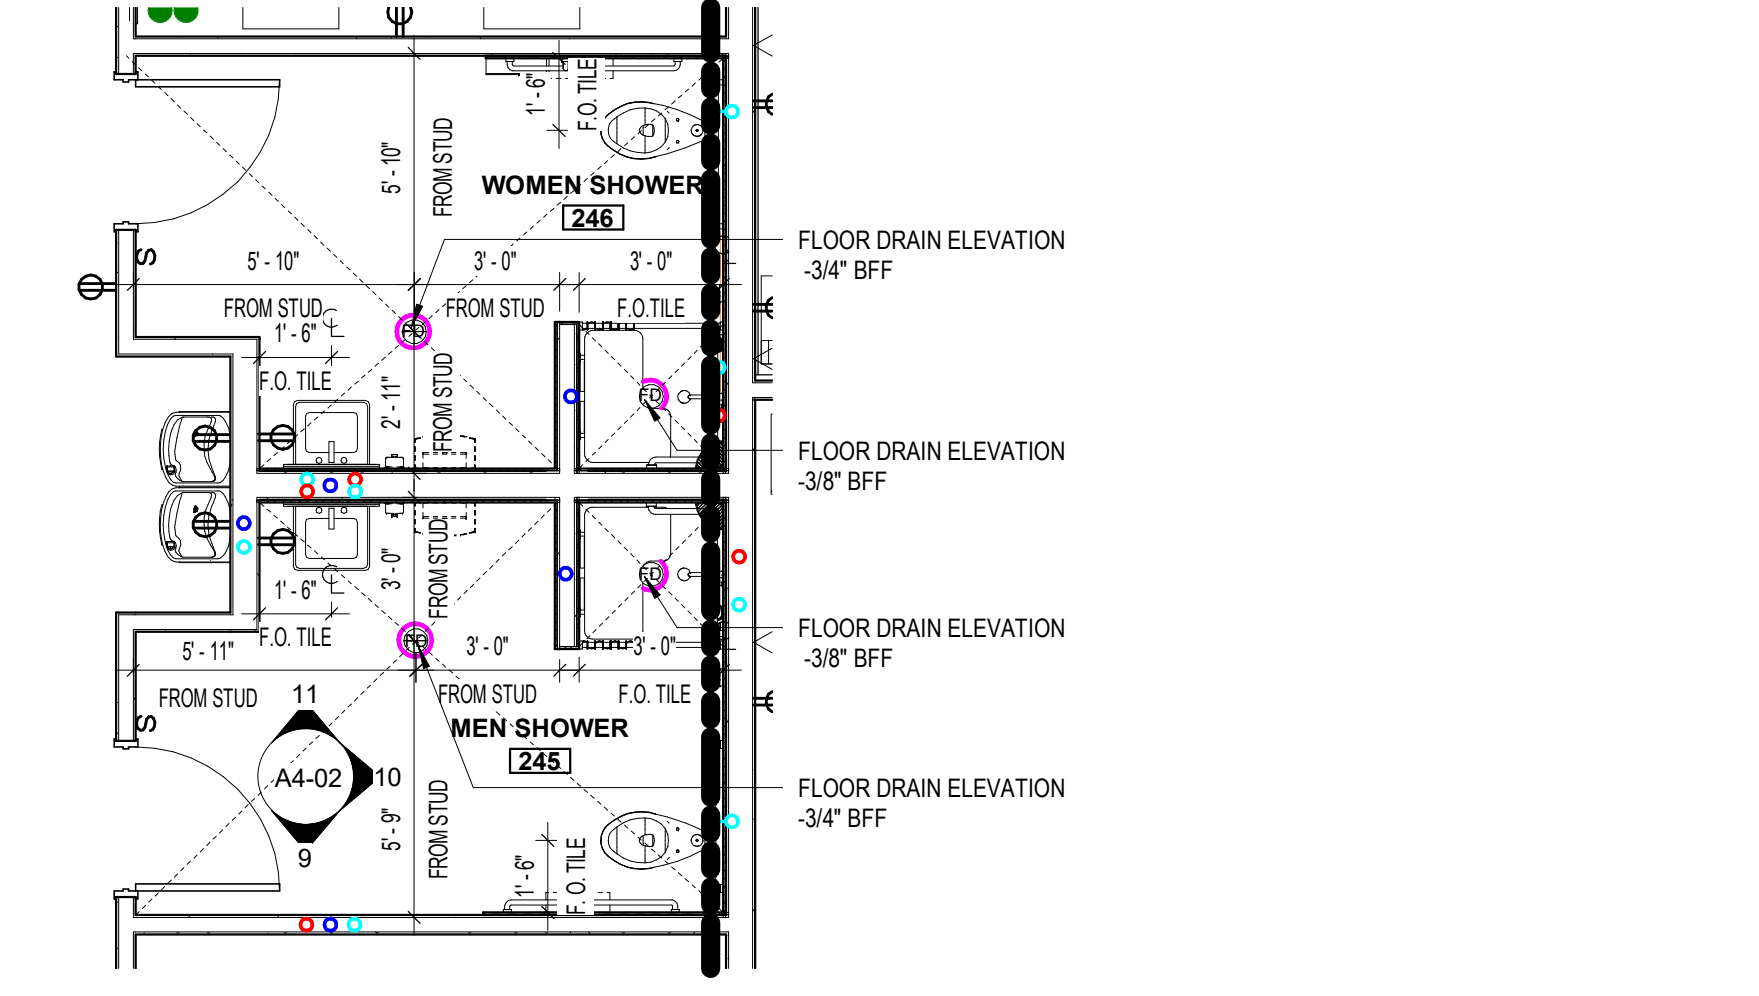 1' - 6"
F.O. TILE
5' - 10"
FROM STUD
WOMEN SHOWER
246
FLOOR DRAIN ELEVATION
-3/4" BFF
S
5' - 10"
3' - 0"
3' - 0"
FROM STUD
FROM STUD
F.O.TILE
1' - 6"
CL
FD
F.O. TILE
2' - 11"
FROM STUD
FD
FLOOR DRAIN ELEVATION
-3/8" BFF
3' - 0"
FROM STUD
FD
1' - 6"
CL
F.O. TILE
FLOOR DRAIN ELEVATION
-3/8" BFF
5' - 11"
FD
3' - 0"
3' - 0"
FROM STUD
FROM STUD
F.O. TILE
S
11
MEN SHOWER
245
A4-02
10
9
FLOOR DRAIN ELEVATION
-3/4" BFF
5' - 9"
FROM STUD
1' - 6"
F.O. TILE